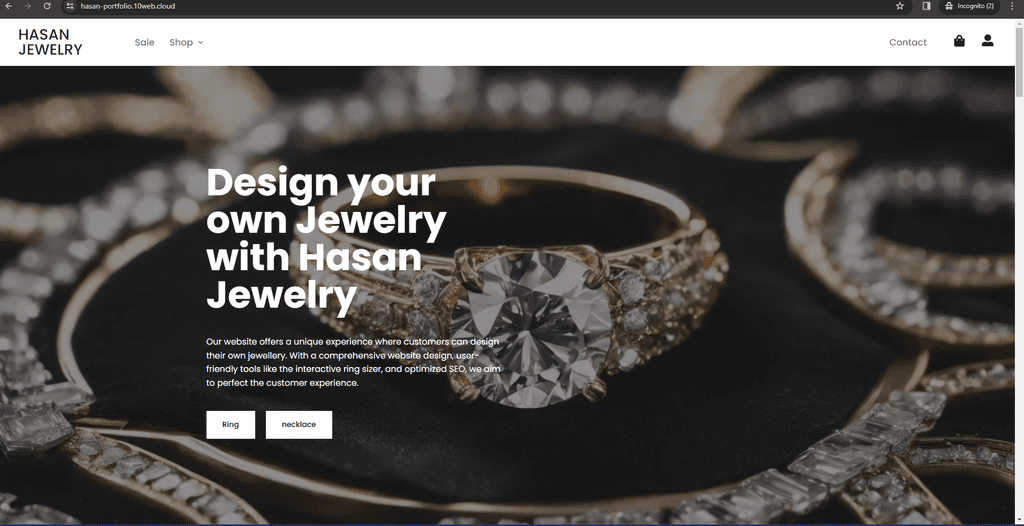 hasan-portfolio.10web.cloud
Incognito (2)
HASAN
JEWELRY
Sale
Shop
Contact
Design your
own Jewelry
with Hasan
Jewelry
Our website offers a unique experience where customers can design
their own jewellery. With a comprehensive website design, user-
friendly tools like the interactive ring sizer, and optimized SEO, we aim
to perfect the customer experience.
Ring
necklace